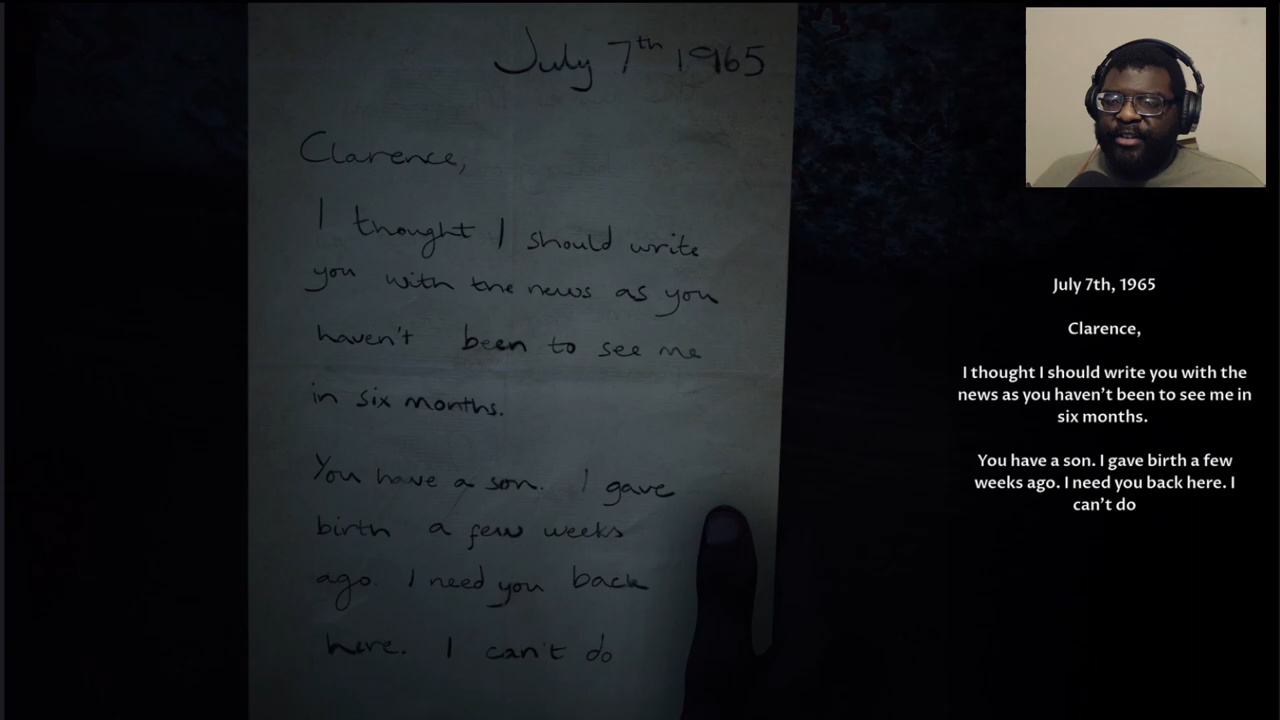 July 7th 1965
Clarence,
I thought I should write
you with the news as you
haven't been to see me
in six months.
You have a son. I gave
birth a few weeks
ago. I need you back
here. I can't do
July 7th, 1965
Clarence,
I thought I should write you with the
news as you haven't been to see me in
six months.
You have a son. I gave birth a few
weeks ago. I need you back here. I
can't do